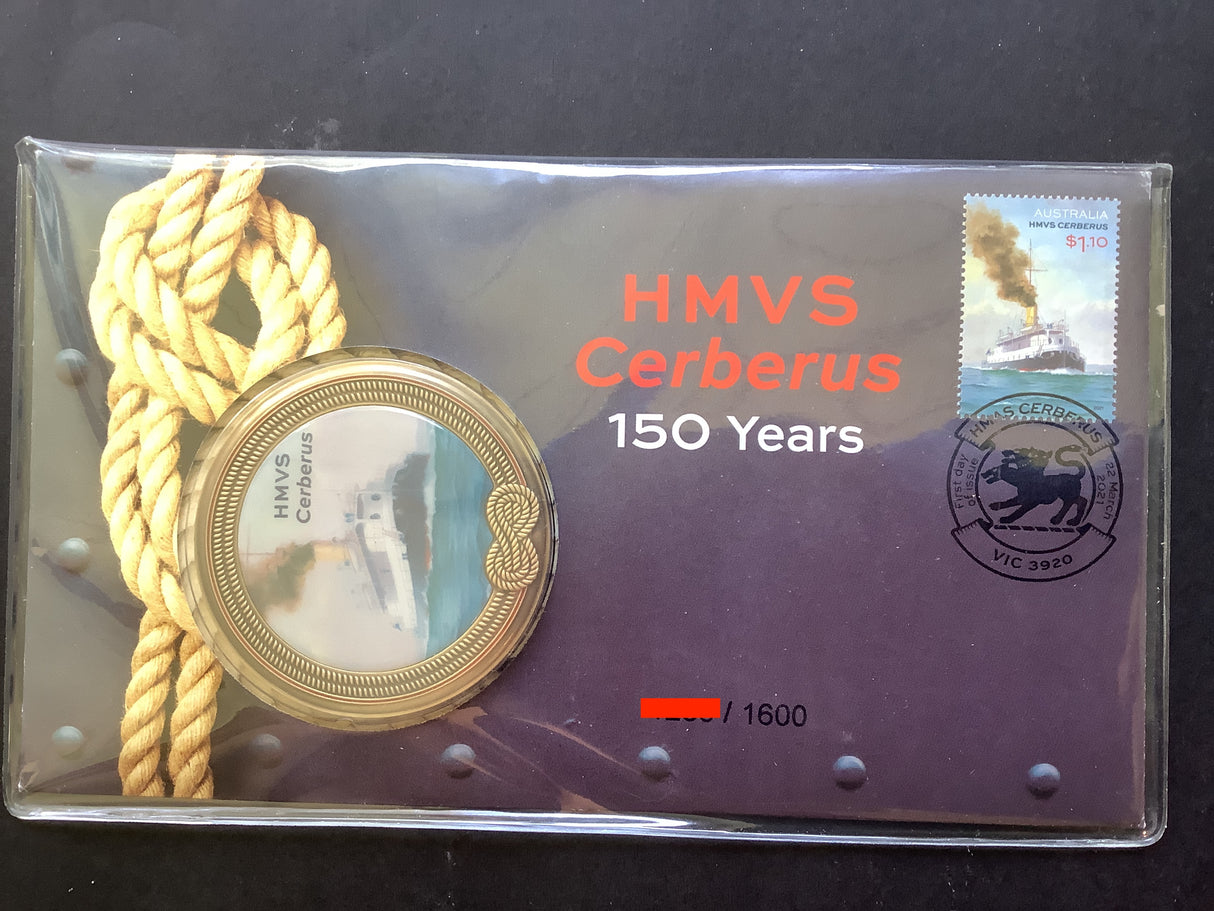 AUSTRALIA
HMVS CERBERUS
$1.10
HMVS
Cerberus
150 Years
HMVS
Cerberus
HMAS CERBERUS
First day
of issue
22 March
2021
VIC 3920
/ 1600